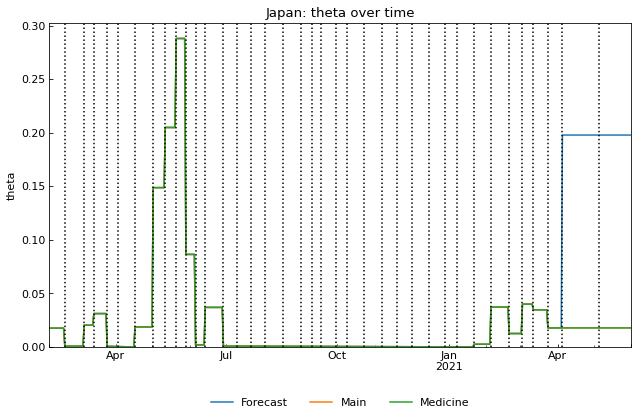 Japan: theta over time
0.30
0.25
0.20
0.15
0.10
0.05
0.00
theta
Apr Jul Oct Jan Apr
2021
Forecast Main Medicine